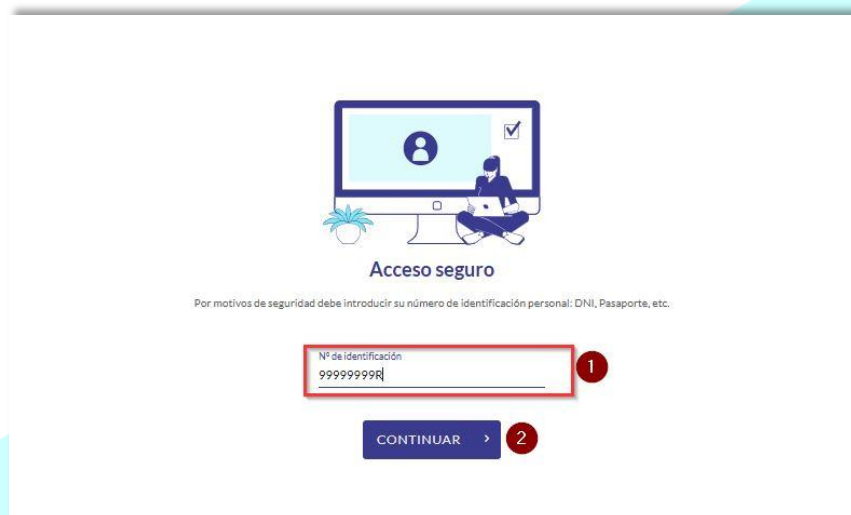 Acceso seguro
Por motivos de seguridad debe introducir su número de identificación personal: DNI, Pasaporte, etc.
Nº de identificación
99999999R
1
CONTINUAR >
2